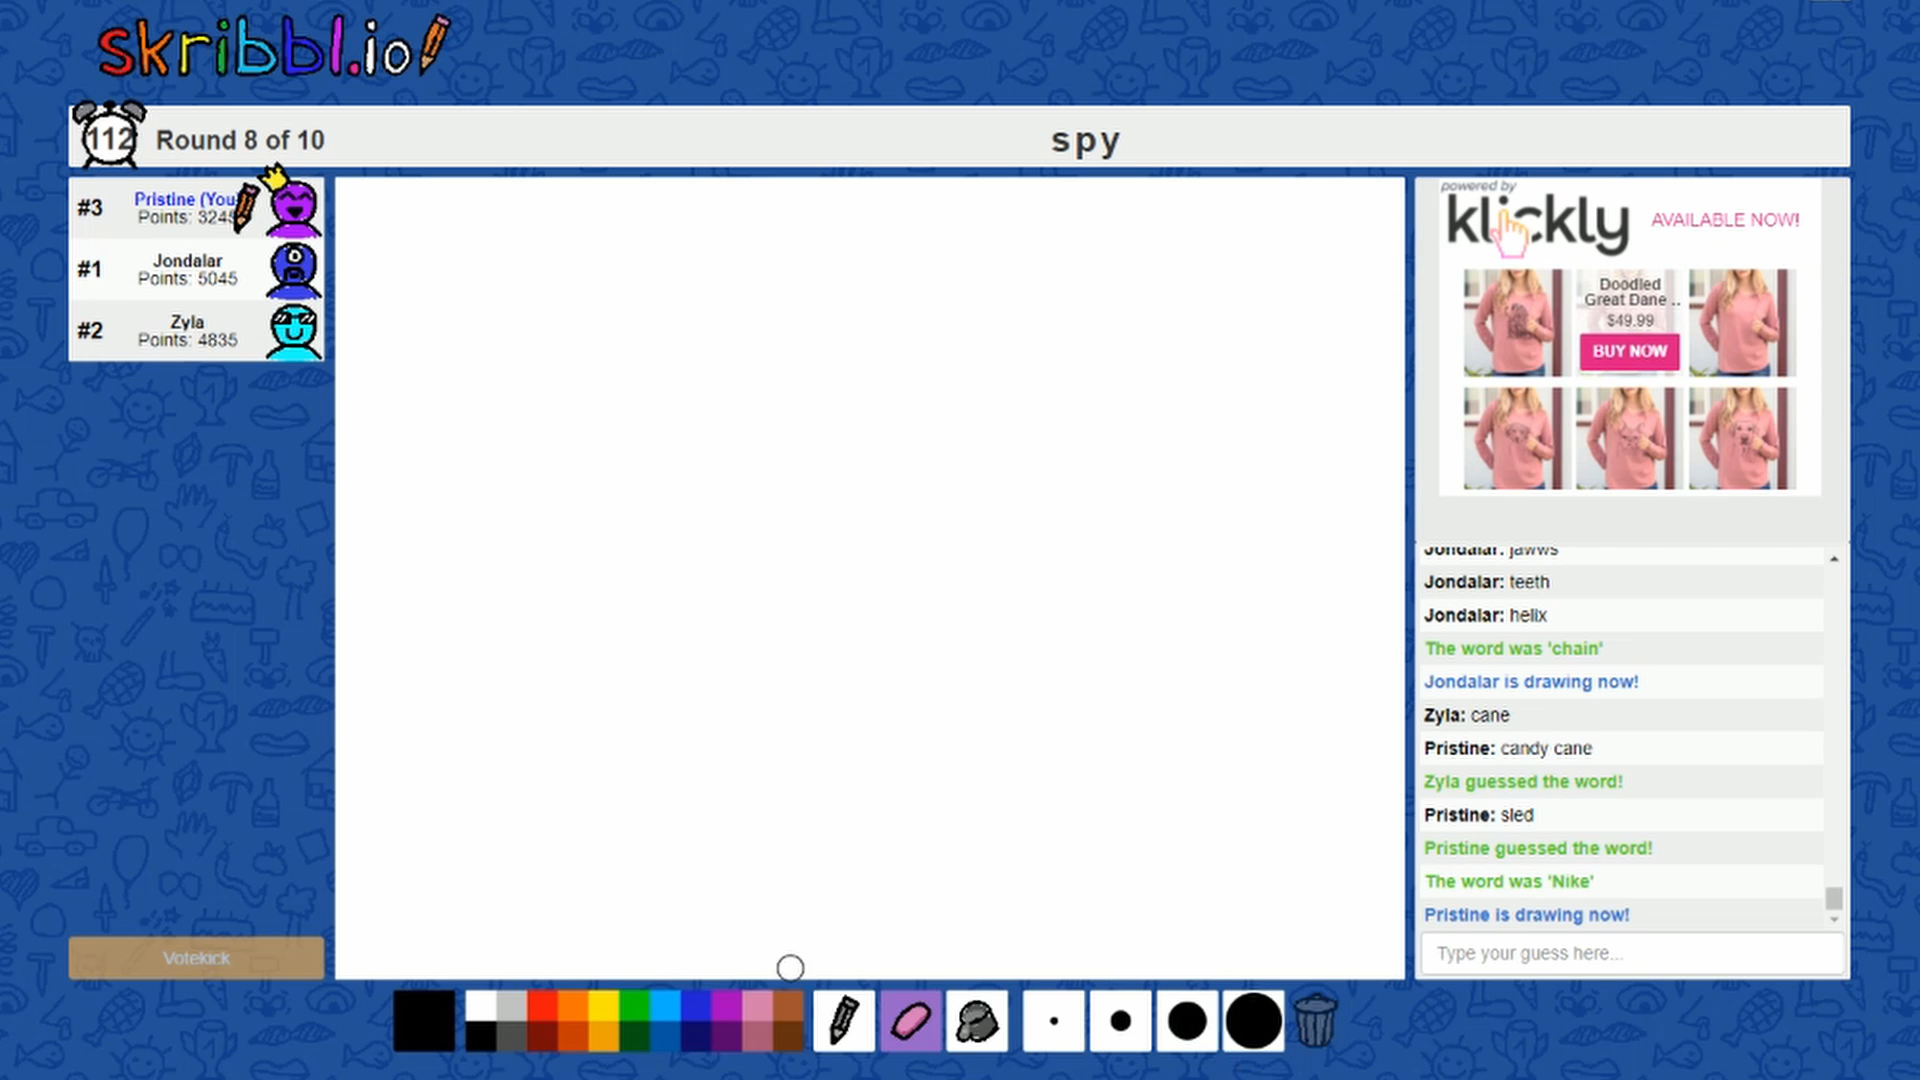 skribbl.io
112
Round 8 of 10
spy
#3
Pristine (You
Points: 3245
#1
Jondalar
Points: 5045
#2
Zyla
Points: 4835
powered by
klickly
AVAILABLE NOW!
Doodled
Great Dane ..
$49.99
BUY NOW
Jondalar: jawws
Jondalar: teeth
Jondalar: helix
The word was 'chain'
Jondalar is drawing now!
Zyla: cane
Pristine: candy cane
Zyla guessed the word!
Pristine: sled
Pristine guessed the word!
The word was 'Nike'
Pristine is drawing now!
Type your guess here...
Votekick